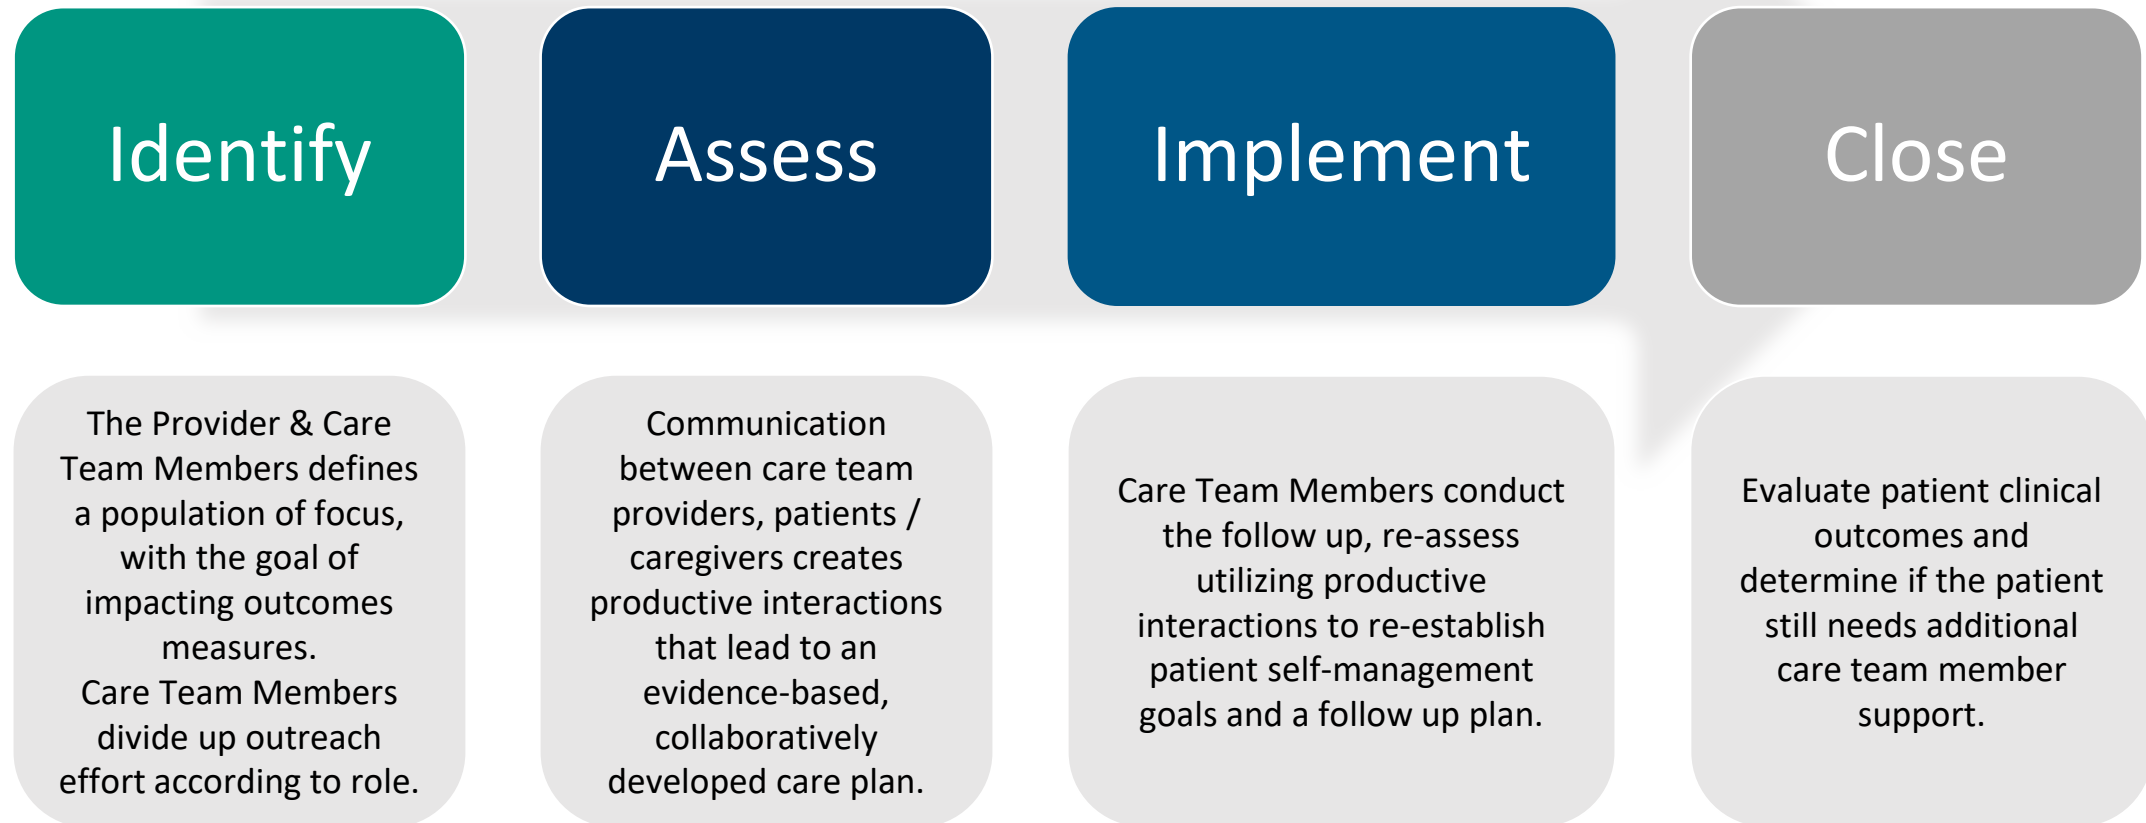 Identify
Assess
Implement
Close
The Provider & Care
Team Members defines
a population of focus,
with the goal of
impacting outcomes
measures.
Care Team Members
divide up outreach
effort according to role.
Communication
between care team
providers, patients /
caregivers creates
productive interactions
that lead to an
evidence-based,
collaboratively
developed care plan.
Care Team Members conduct
the follow up, re-assess
utilizing productive
interactions to re-establish
patient self-management
goals and a follow up plan.
Evaluate patient clinical
outcomes and
determine if the patient
still needs additional
care team member
support.